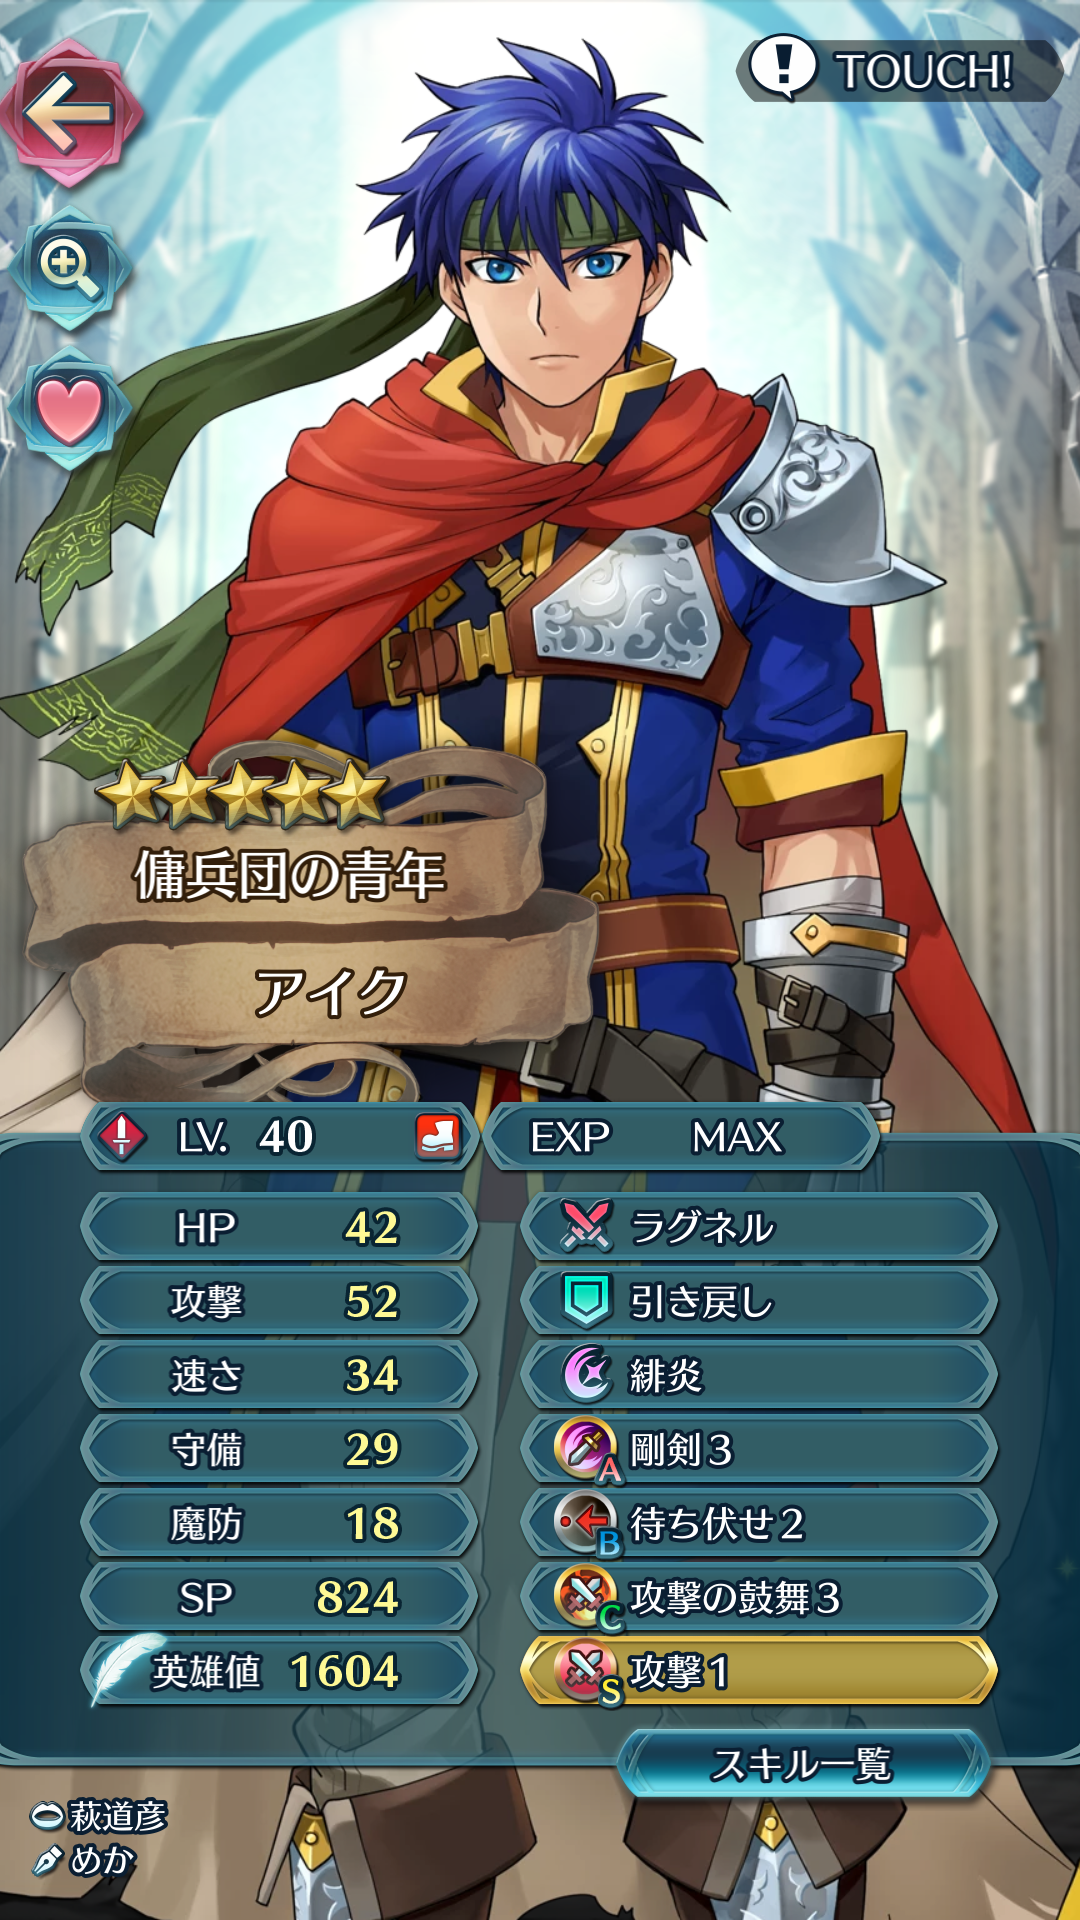 TOUCH!
傭兵団の青年
アイク
LV. 40
EXP MAX
HP 42
攻撃 52
速さ 34
守備 29
魔防 18
SP 824
英雄値 1604
ラグネル
引き戻し
緋炎
A 剛剣3
B 待ち伏せ2
C 攻撃の鼓舞3
S 攻撃1
スキル一覧
萩道彦
めか